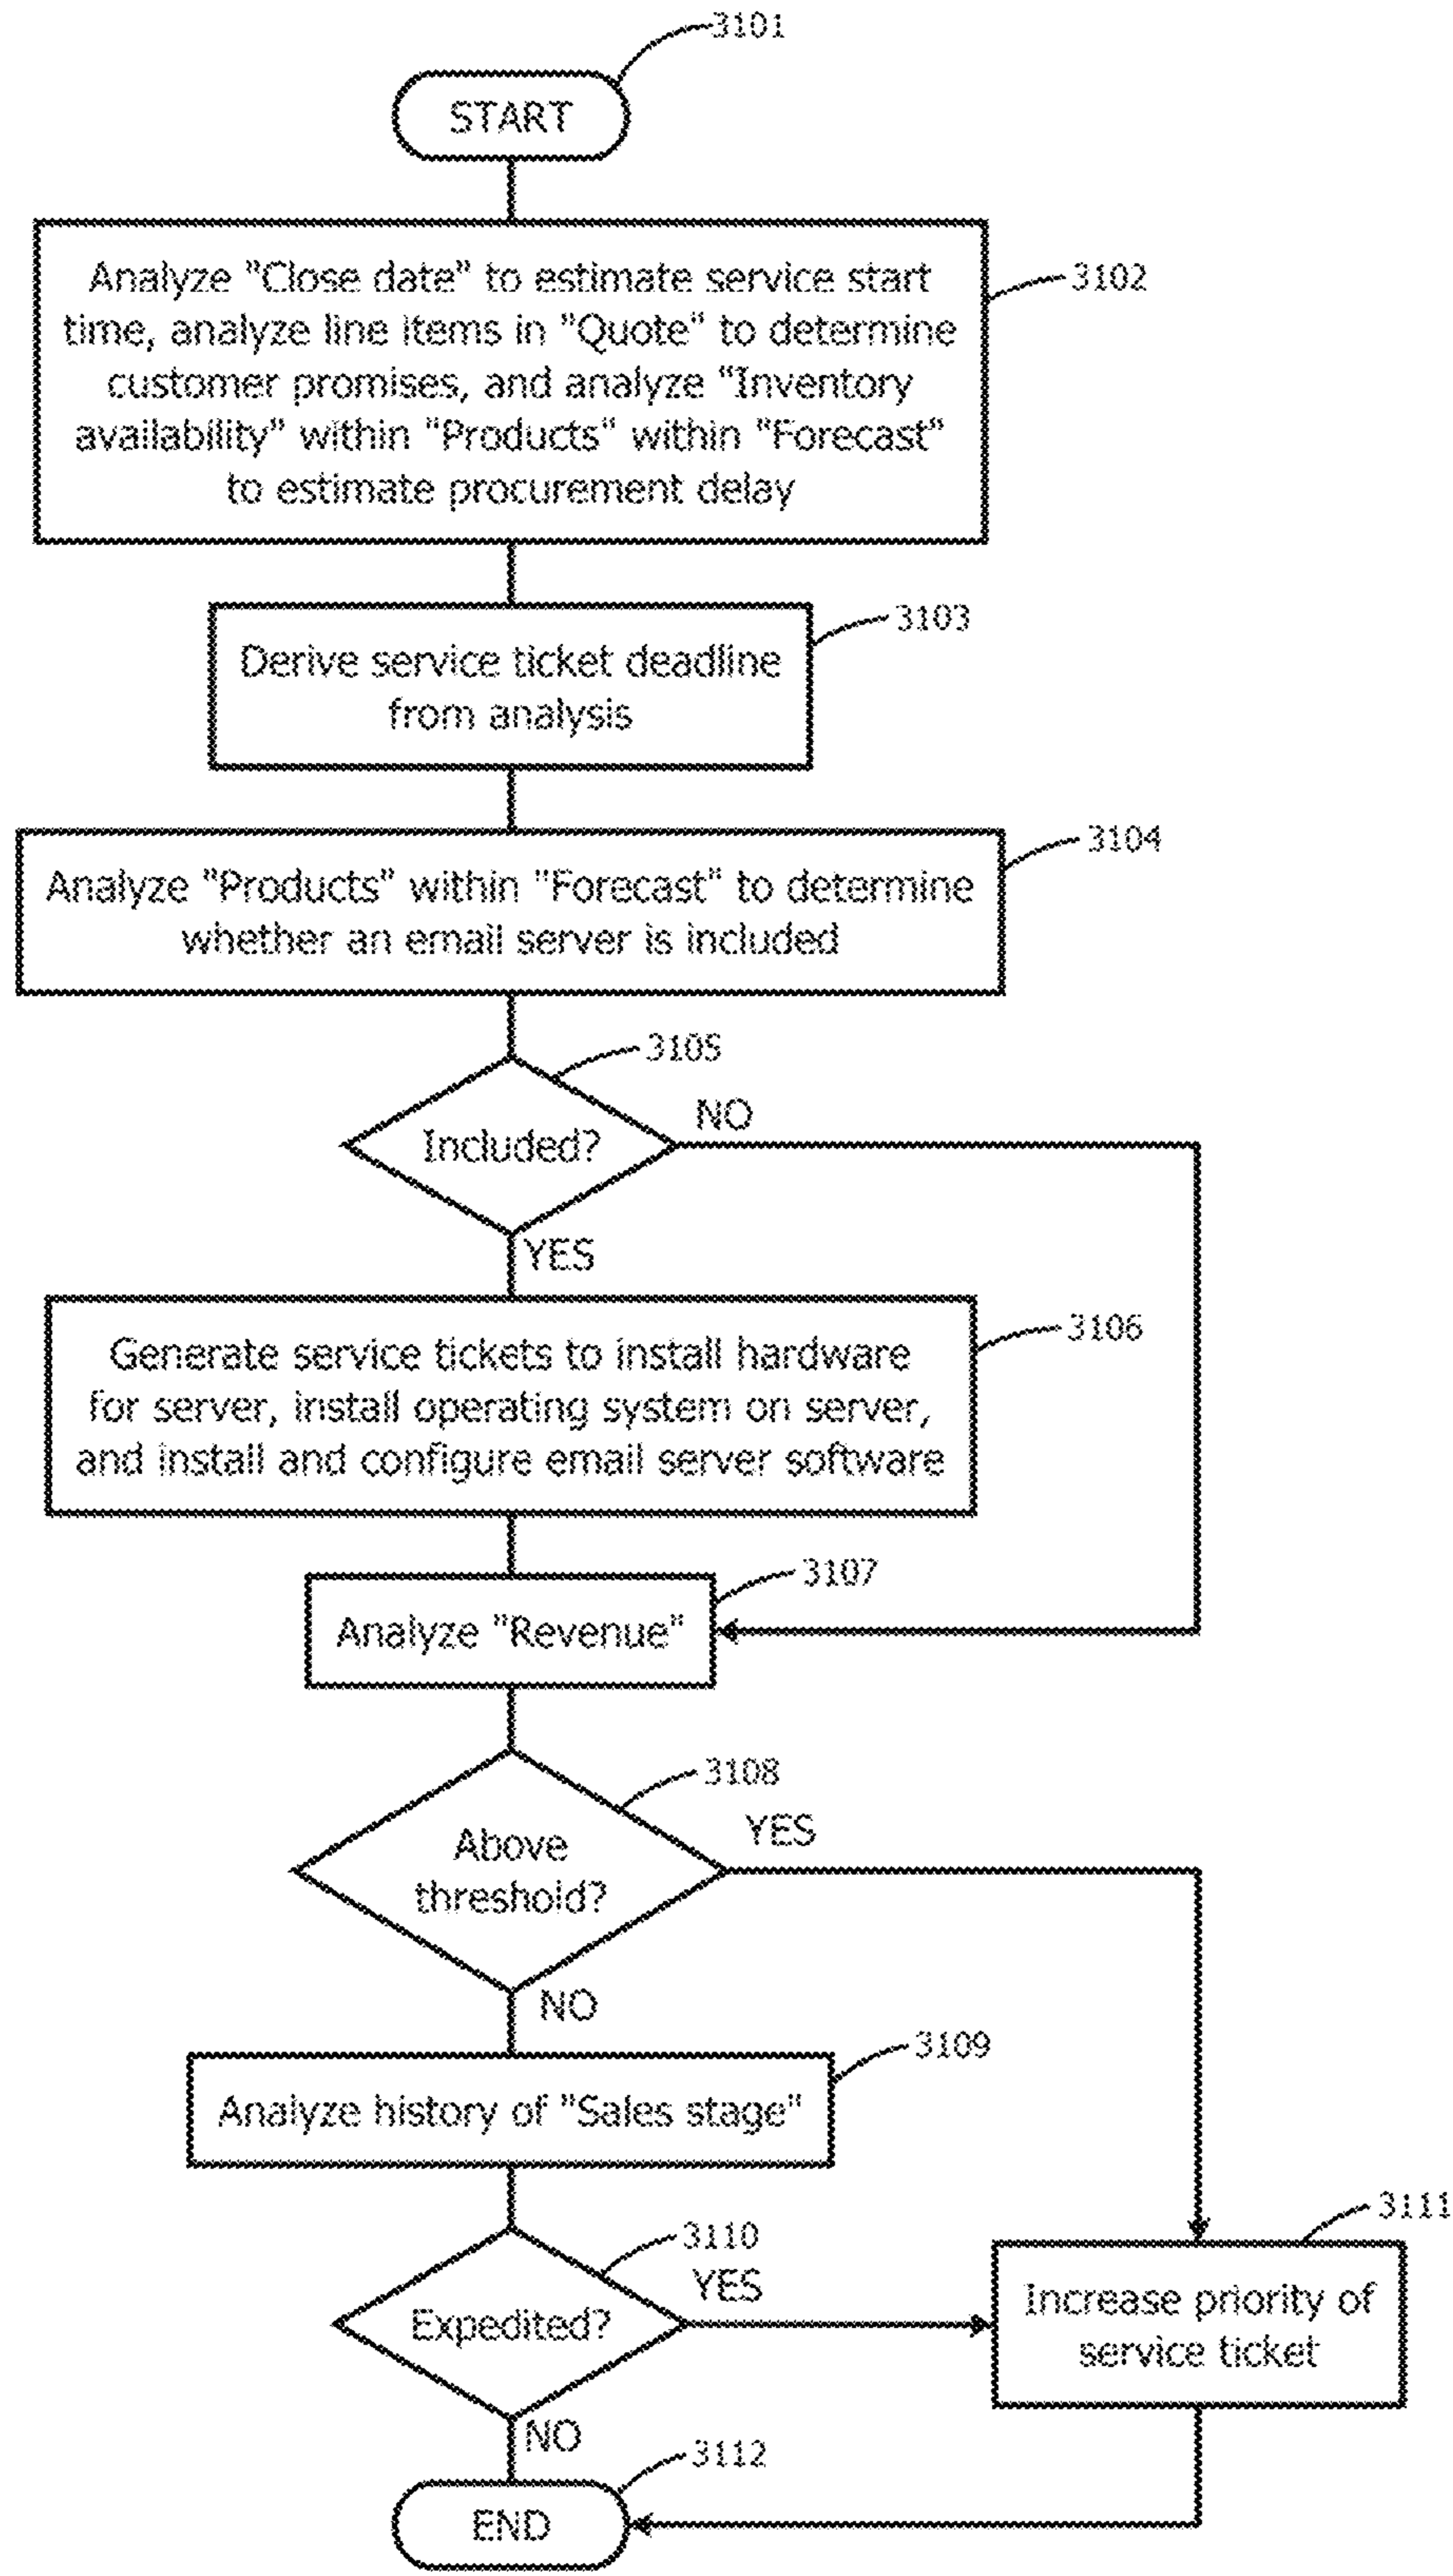 3101
START
3102
Analyze "Close date" to estimate service start
time, analyze line items in "Quote" to determine
customer promises, and analyze "Inventory
availability" within "Products" within "Forecast"
to estimate procurement delay
3103
Derive service ticket deadline
from analysis
3104
Analyze "Products" within "Forecast" to determine
whether an email server is included
3105
Included?
NO
YES
3106
Generate service tickets to install hardware
for server, install operating system on server,
and install and configure email server software
3107
Analyze "Revenue"
3108
Above
threshold?
YES
NO
3109
Analyze history of "Sales stage"
3110
Expedited?
YES
NO
3111
Increase priority of
service ticket
3112
END